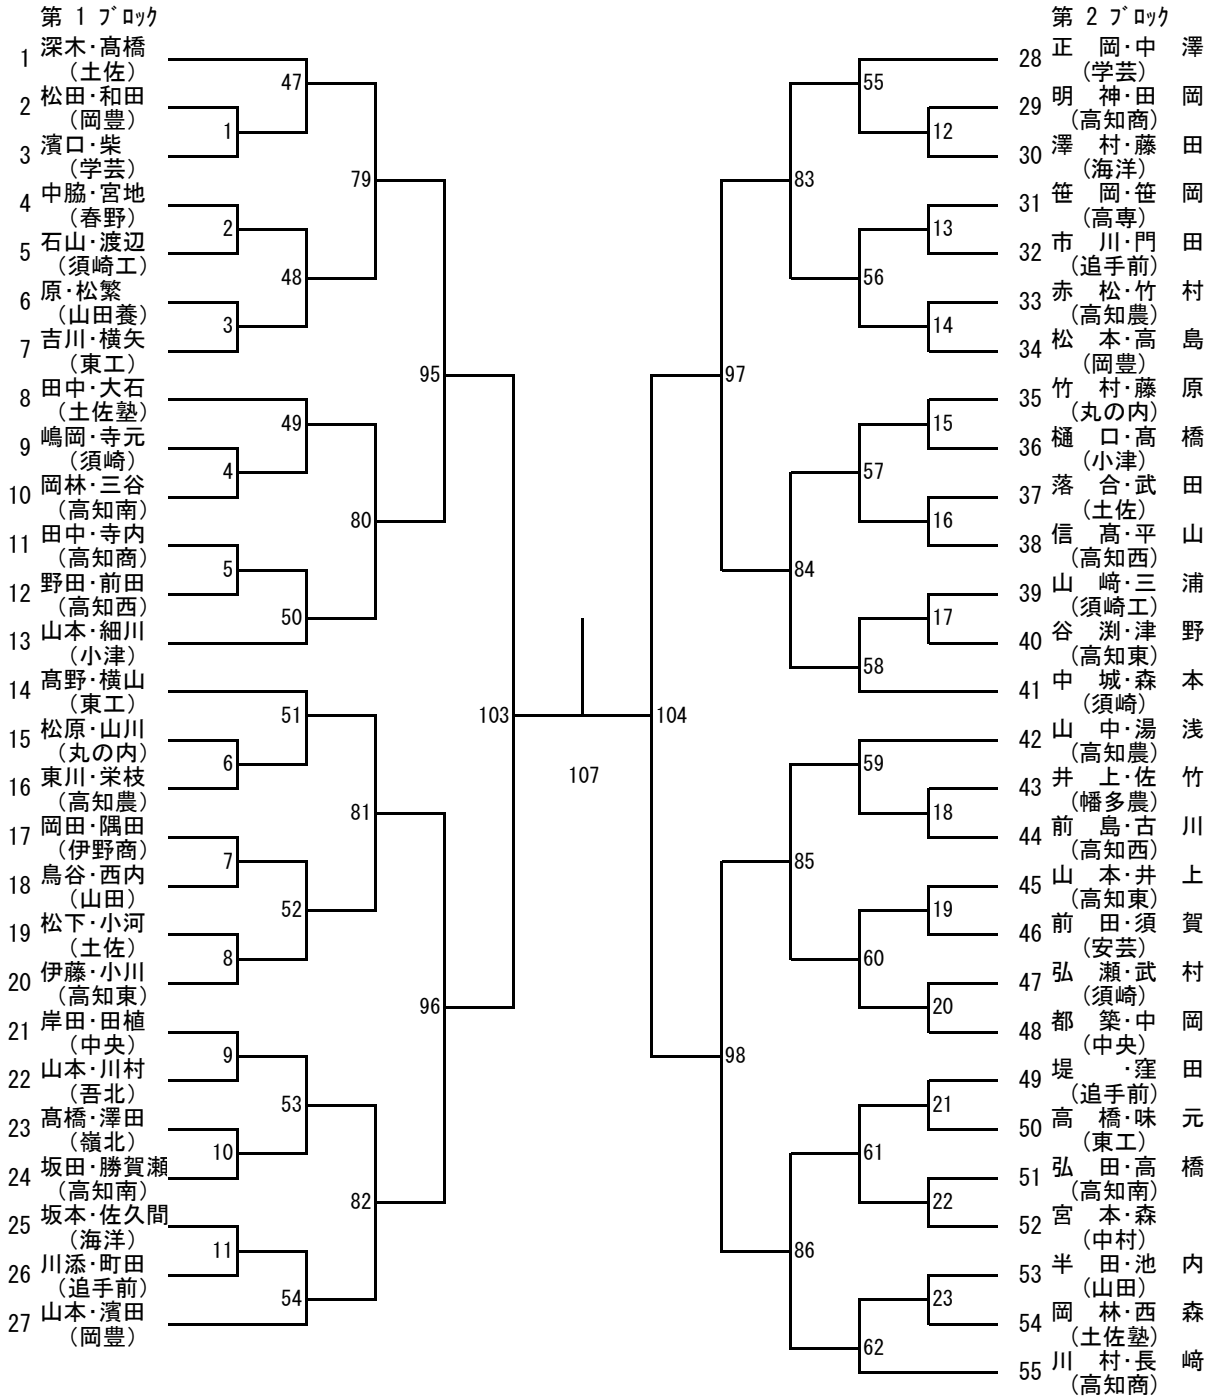 第 1 ブロック
1 深木・髙橋
(土佐)
2 松田・和田
(岡豊)
3 濱口・柴
(学芸)
4 中脇・宮地
(春野)
5 石山・渡辺
(須崎工)
6 原・松繁
(山田養)
7 吉川・横矢
(東工)
8 田中・大石
(土佐塾)
9 嶋岡・寺元
(須崎)
10 岡林・三谷
(高知南)
11 田中・寺内
(高知商)
12 野田・前田
(高知西)
13 山本・細川
(小津)
14 髙野・横山
(東工)
15 松原・山川
(丸の内)
16 東川・栄枝
(高知農)
17 岡田・隅田
(伊野商)
18 鳥谷・西内
(山田)
19 松下・小河
(土佐)
20 伊藤・小川
(高知東)
21 岸田・田植
(中央)
22 山本・川村
(吾北)
23 髙橋・澤田
(嶺北)
24 坂田・勝賀瀬
(高知南)
25 坂本・佐久間
(海洋)
26 川添・町田
(追手前)
27 山本・濱田
(岡豊)
1
2
3
4
5
6
7
8
9
10
11
47
48
49
50
51
52
53
54
79
80
81
82
95
96
103
107
104
97
98
83
84
85
86
55
56
57
58
59
60
61
62
12
13
14
15
16
17
18
19
20
21
22
23
第 2 ブロック
28 正 岡・中 澤
(学芸)
29 明 神・田 岡
(高知商)
30 澤 村・藤 田
(海洋)
31 笹 岡・笹 岡
(高専)
32 市 川・門 田
(追手前)
33 赤 松・竹 村
(高知農)
34 松 本・高 島
(岡豊)
35 竹 村・藤 原
(丸の内)
36 樋 口・髙 橋
(小津)
37 落 合・武 田
(土佐)
38 信 髙・平 山
(高知西)
39 山 﨑・三 浦
(須崎工)
40 谷 渕・津 野
(高知東)
41 中 城・森 本
(須崎)
42 山 中・湯 浅
(高知農)
43 井 上・佐 竹
(幡多農)
44 前 島・古 川
(高知西)
45 山 本・井 上
(高知東)
46 前 田・須 賀
(安芸)
47 弘 瀬・武 村
(須崎)
48 都 築・中 岡
(中央)
49 堤 ・窪 田
(追手前)
50 高 橋・味 元
(東工)
51 弘 田・高 橋
(高知南)
52 宮 本・森
(中村)
53 半 田・池 内
(山田)
54 岡 林・西 森
(土佐塾)
55 川 村・長 﨑
(高知商)